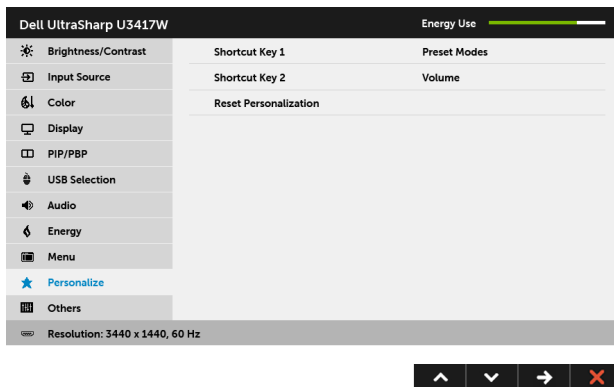 Dell UltraSharp U3417W Energy Use
Brightness/Contrast Shortcut Key 1 Preset Modes
Input Source Shortcut Key 2 Volume
Color Reset Personalization
Display
PIP/PBP
USB Selection
Audio
Energy
Menu
Personalize
Others
Resolution: 3440 x 1440, 60 Hz